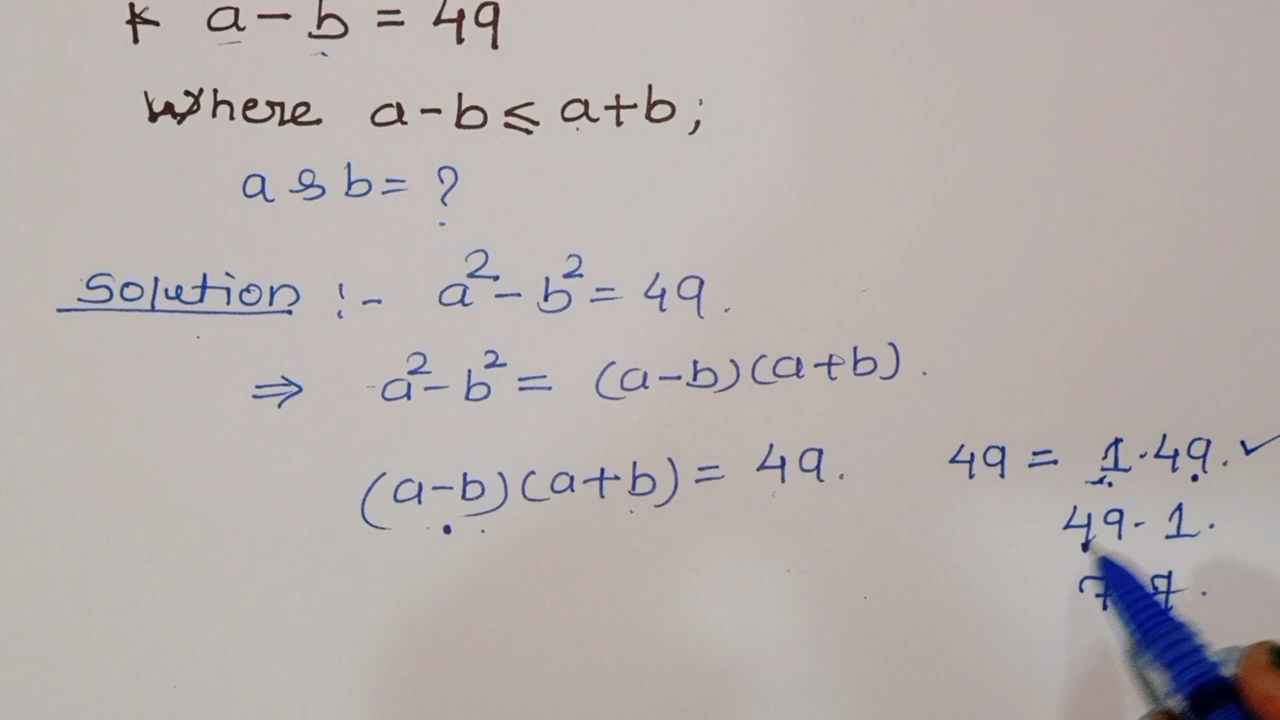 * a - b = 49
Where a-b ≤ a+b;
a & b = ?
Solution :- a² - b² = 49.
⇒ a² - b² = (a-b)(a+b).
(a-b)(a+b) = 49. 49 = 1·49. ✓
49 · 1.
7 7.